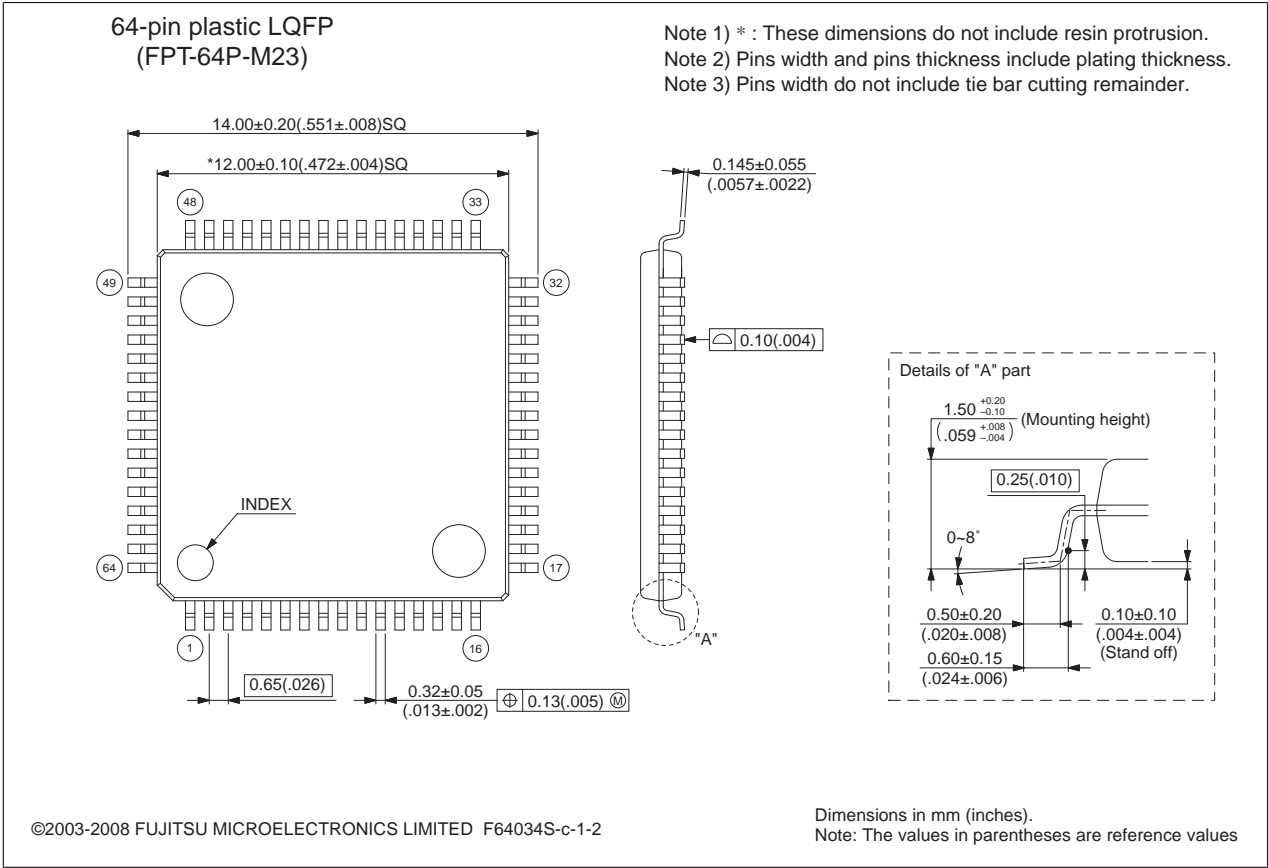 64-pin plastic LQFP
(FPT-64P-M23)
Note 1) * : These dimensions do not include resin protrusion.
Note 2) Pins width and pins thickness include plating thickness.
Note 3) Pins width do not include tie bar cutting remainder.
14.00±0.20(.551±.008)SQ
*12.00±0.10(.472±.004)SQ
0.145±0.055
(.0057±.0022)
48
33
49
32
0.10(.004)
Details of "A" part
1.50 +0.20 –0.10 (Mounting height)
(.059 +.008 –.004)
0.25(.010)
INDEX
0~8°
64
17
0.50±0.20
(.020±.008)
0.10±0.10
(.004±.004)
(Stand off)
0.60±0.15
(.024±.006)
1
16
"A"
0.65(.026)
0.32±0.05
(.013±.002)
⌖ 0.13(.005) Ⓜ
©2003-2008 FUJITSU MICROELECTRONICS LIMITED F64034S-c-1-2
Dimensions in mm (inches).
Note: The values in parentheses are reference values